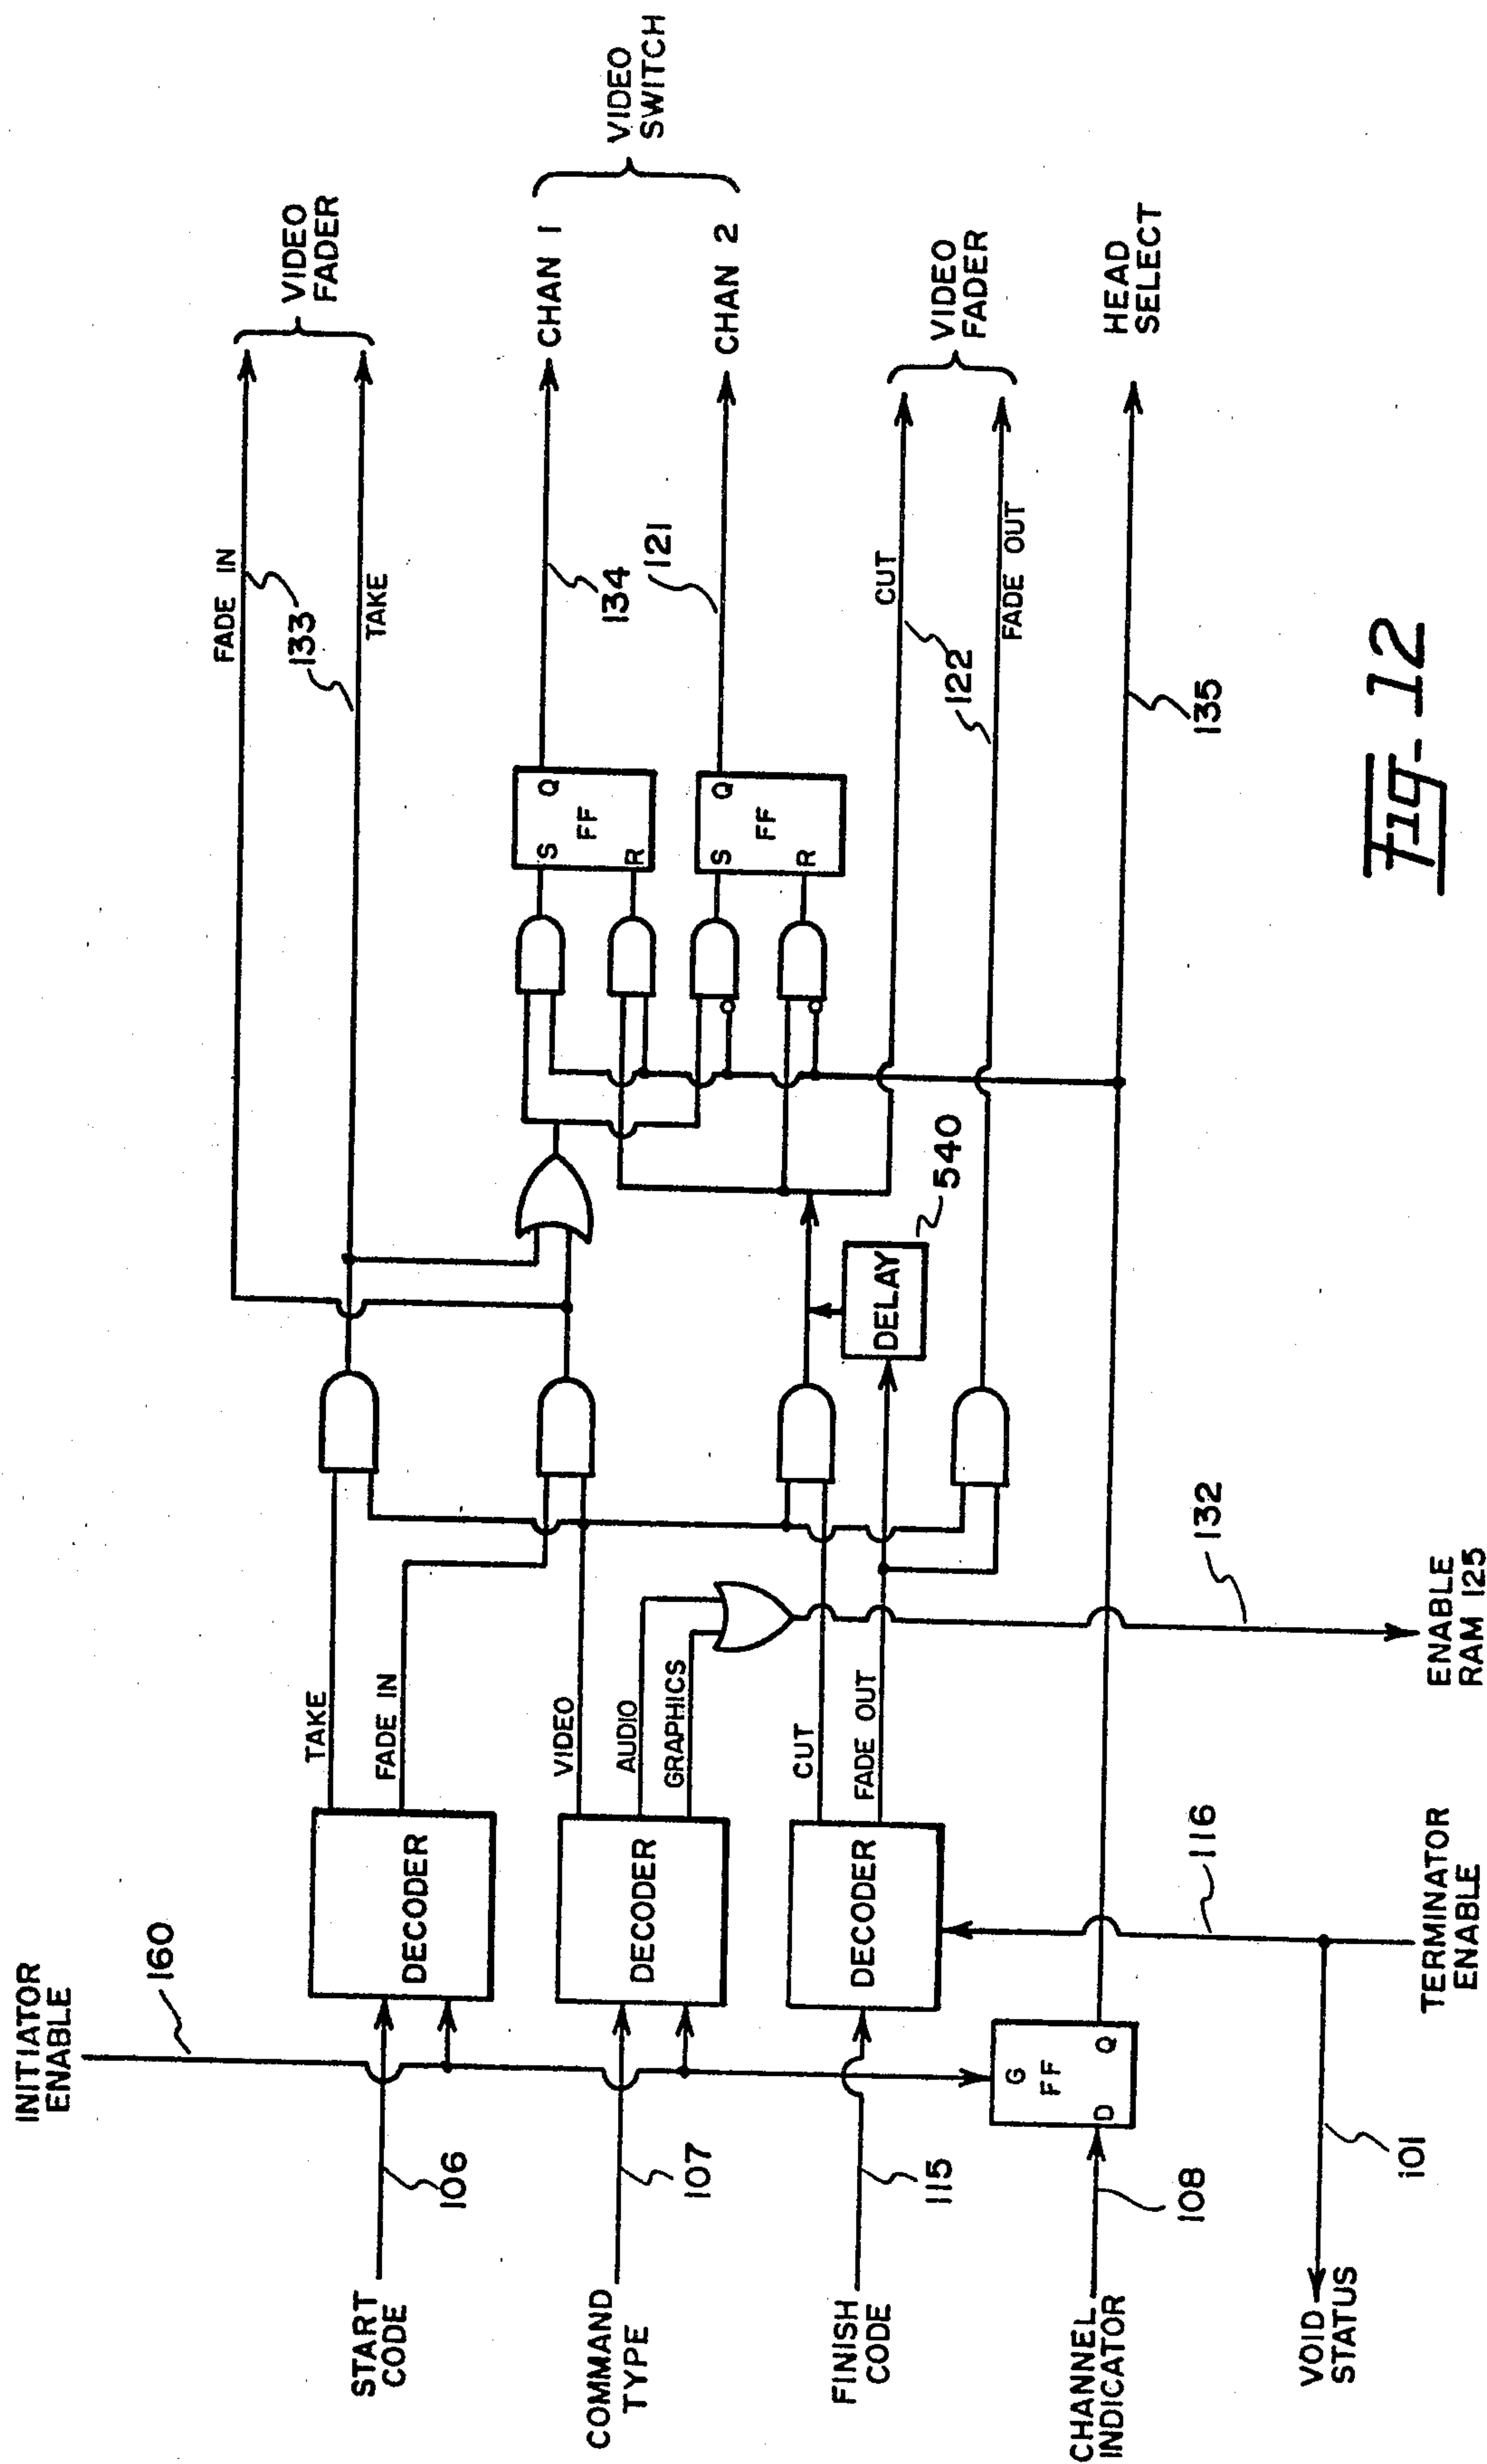 INITIATOR
ENABLE
160
START
CODE
106
COMMAND
TYPE
107
FINISH
CODE
115
CHANNEL
INDICATOR
108
VOID
STATUS
101
TERMINATOR
ENABLE
116
DECODER
DECODER
DECODER
G
FF
D
Q
TAKE
FADE IN
VIDEO
AUDIO
GRAPHICS
CUT
FADE OUT
ENABLE
RAM 125
132
DELAY
540
S
Q
FF
R
S
Q
FF
R
FADE IN
133
TAKE
VIDEO
FADER
134
CHAN 1
121
CHAN 2
VIDEO
SWITCH
CUT
122
FADE OUT
VIDEO
FADER
135
HEAD
SELECT
Fig-12